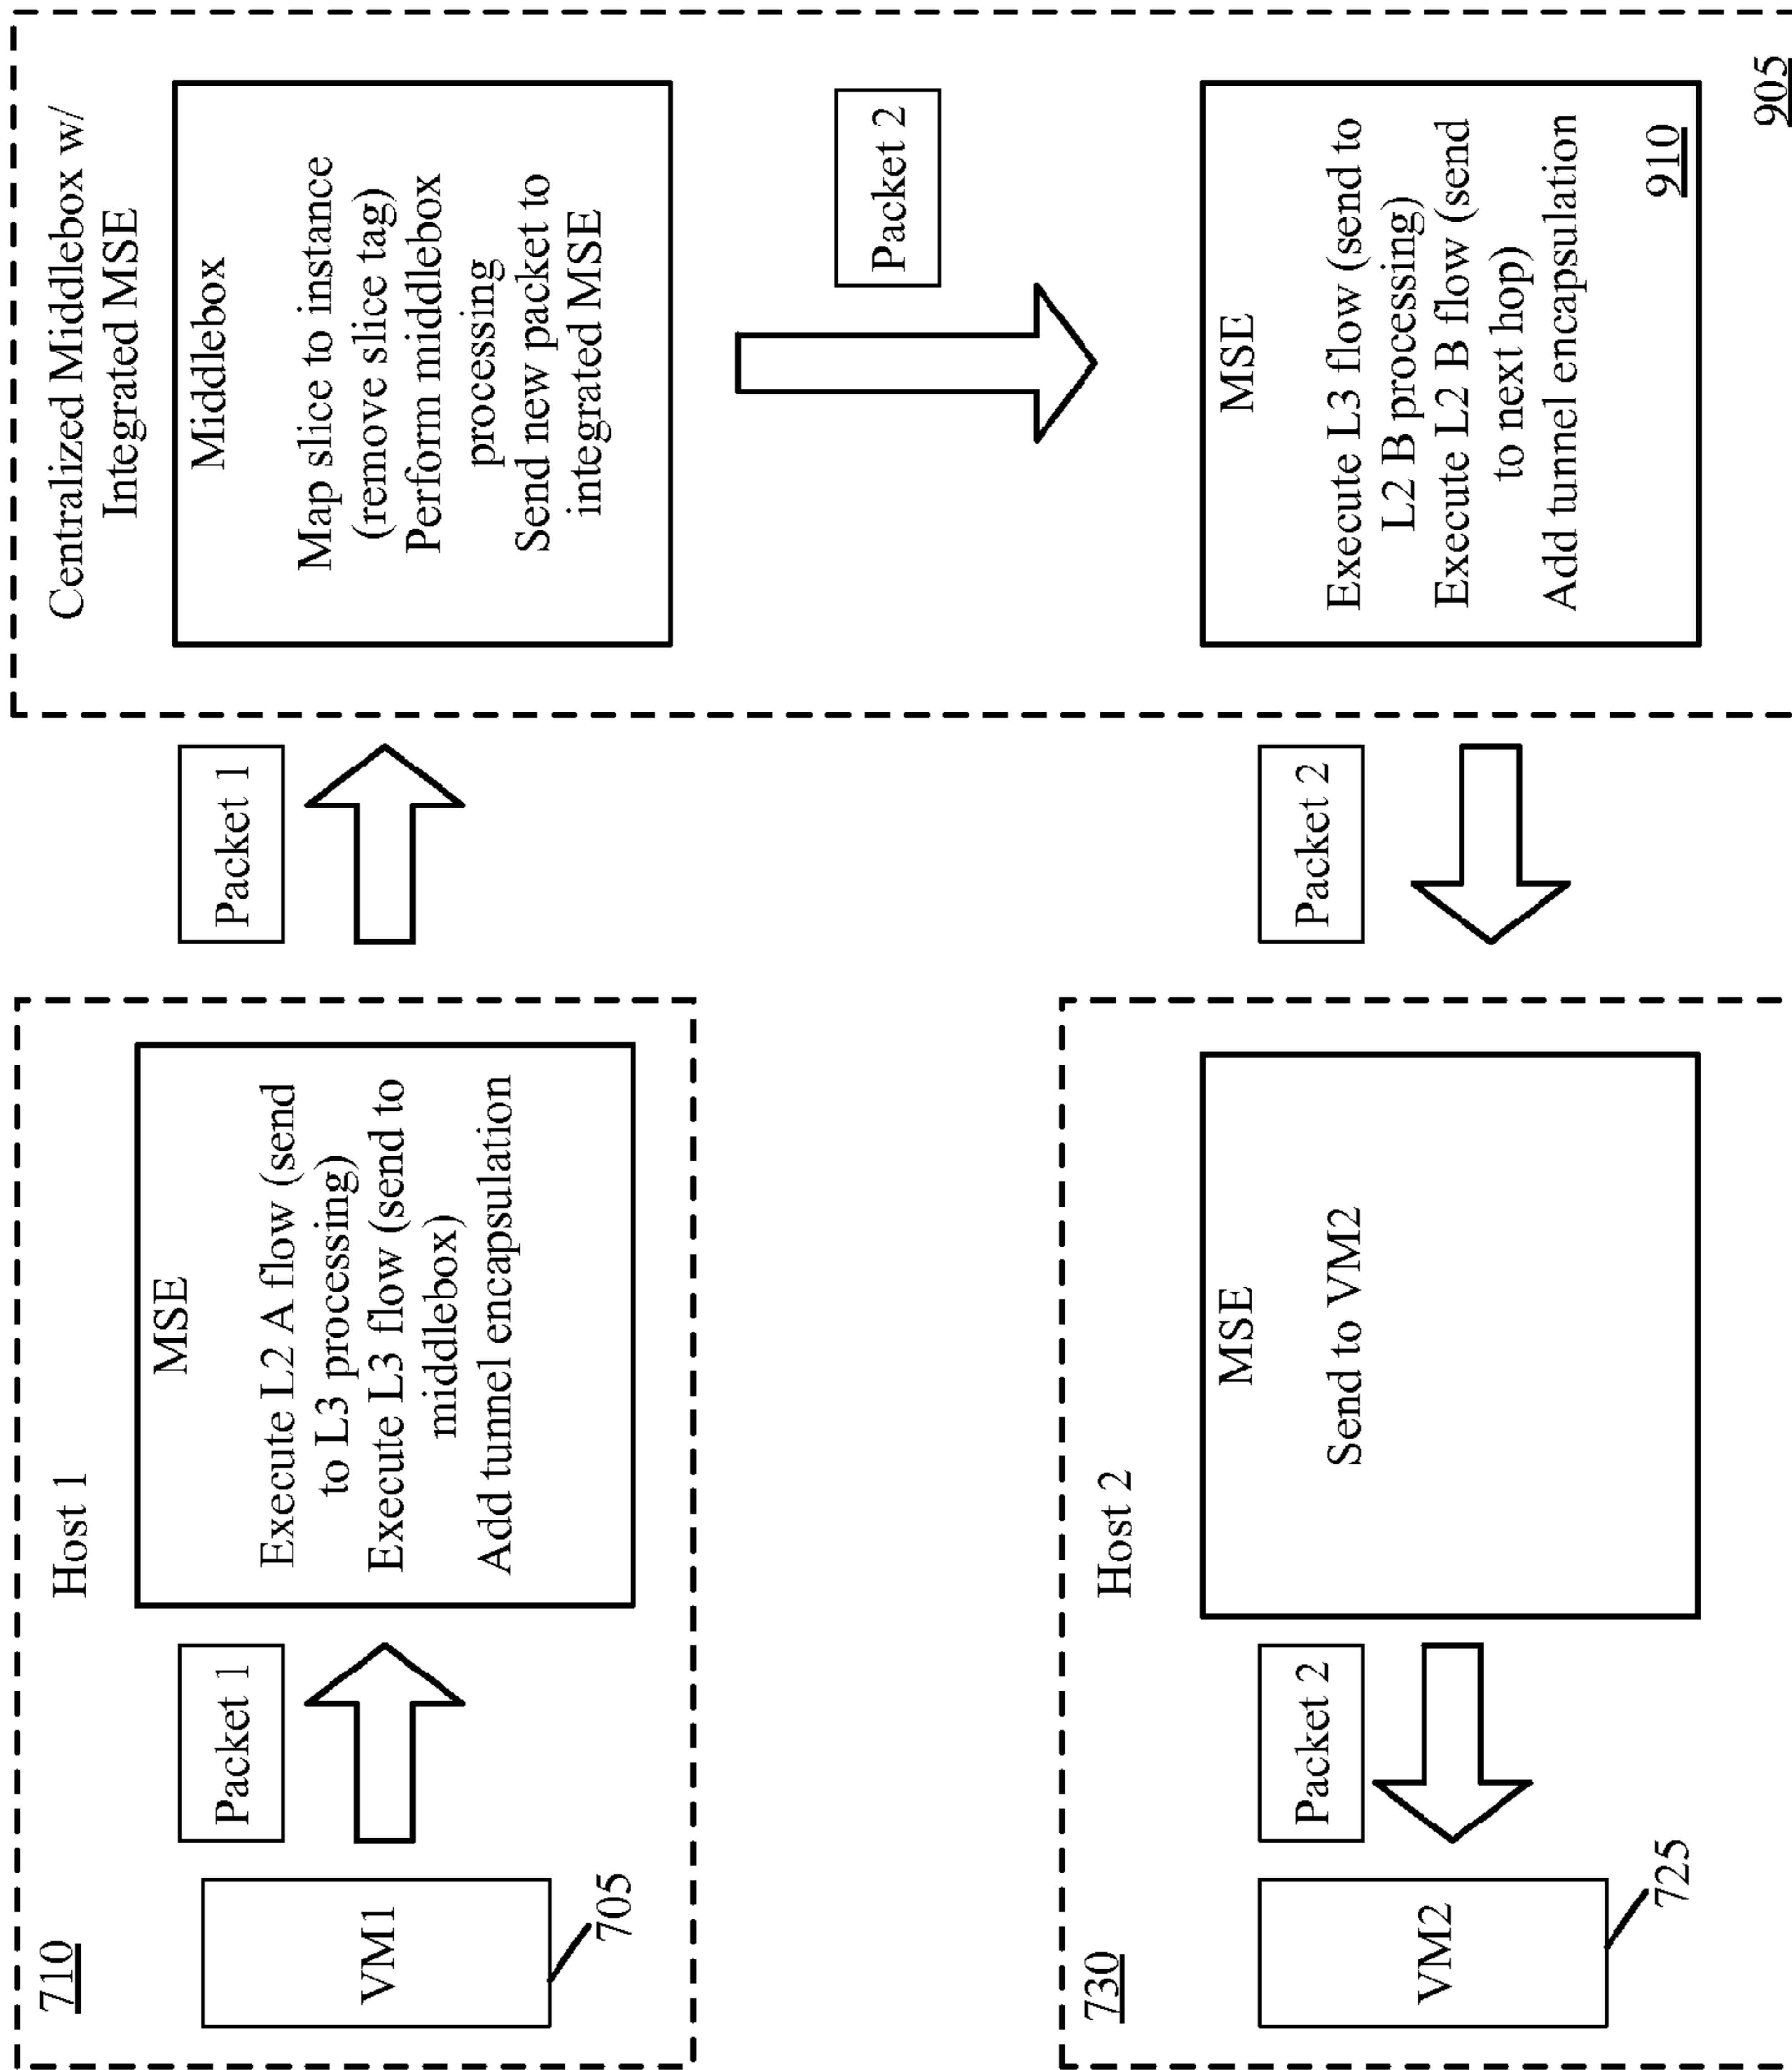 710
Host 1
VM1
705
Packet 1
MSE
Execute L2 A flow (send
to L3 processing)
Execute L3 flow (send to
middlebox)
Add tunnel encapsulation
Packet 1
Centralized Middlebox w/
Integrated MSE
Middlebox
Map slice to instance
(remove slice tag)
Perform middlebox
processing
Send new packet to
integrated MSE
Packet 2
MSE
Execute L3 flow (send to
L2 B processing)
Execute L2 B flow (send
to next hop)
Add tunnel encapsulation
910
905
Packet 2
730
Host 2
MSE
Send to VM2
Packet 2
VM2
725